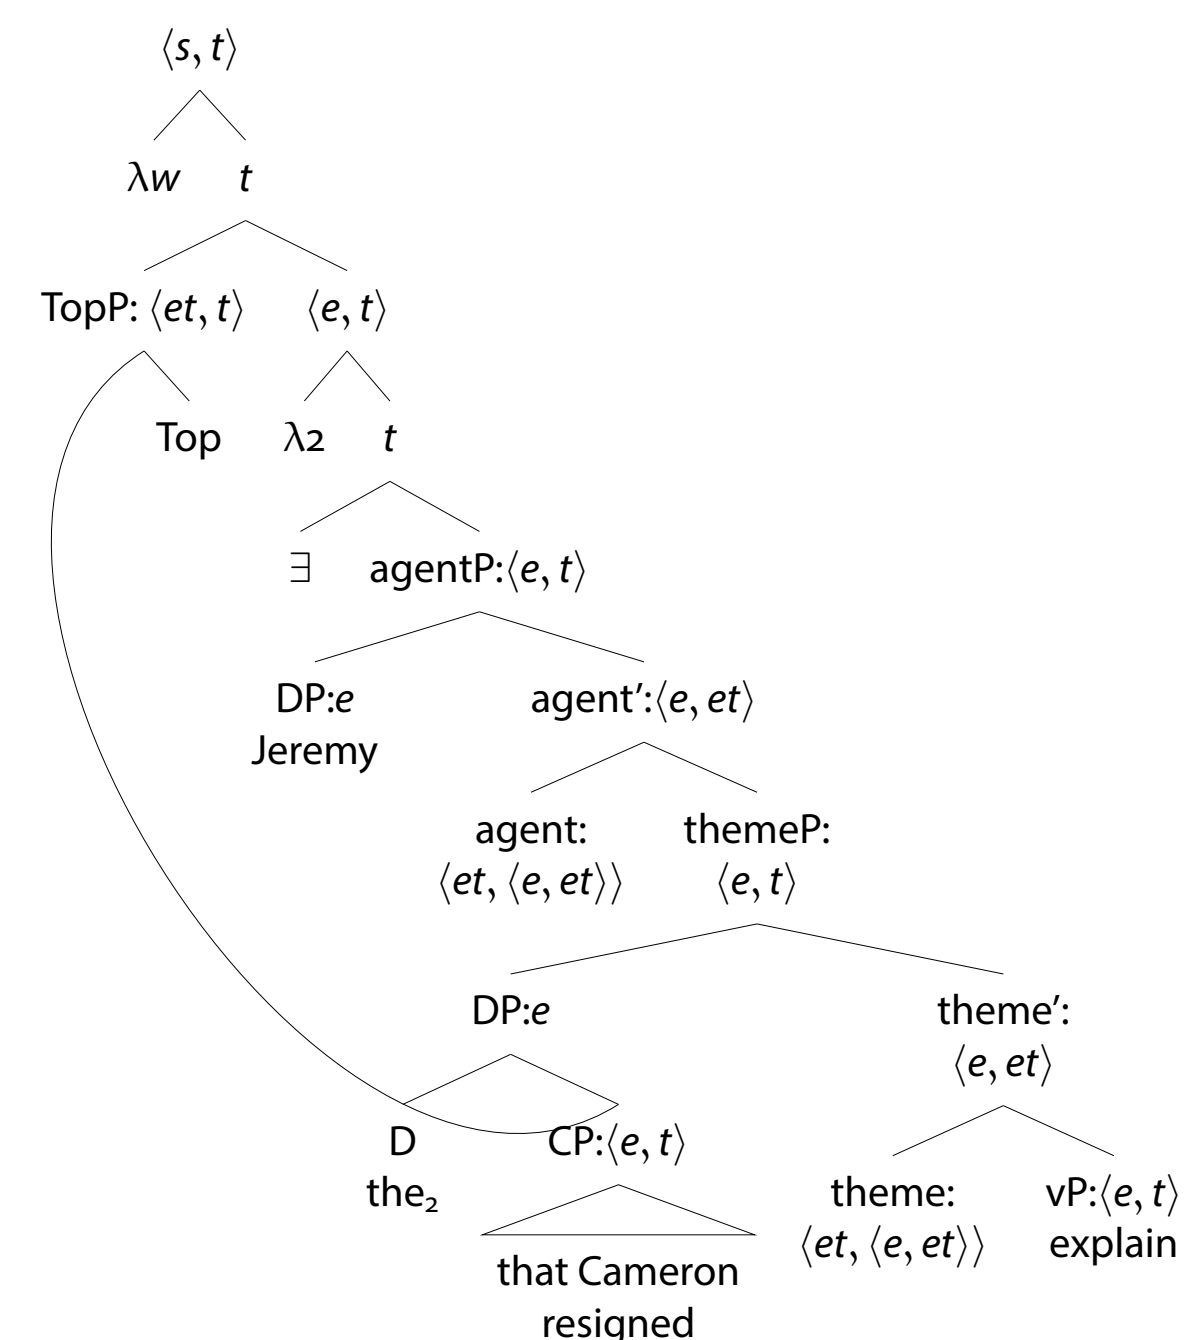 ⟨s, t⟩
λw t
TopP: ⟨et, t⟩ ⟨e, t⟩
Top λ2 t
∃ agentP:⟨e, t⟩
DP:e agent′:⟨e, et⟩
Jeremy
agent: themeP:
⟨et, ⟨e, et⟩⟩ ⟨e, t⟩
DP:e theme′:
⟨e, et⟩
D CP:⟨e, t⟩
the₂ theme: vP:⟨e, t⟩
⟨et, ⟨e, et⟩⟩ explain
that Cameron
resigned